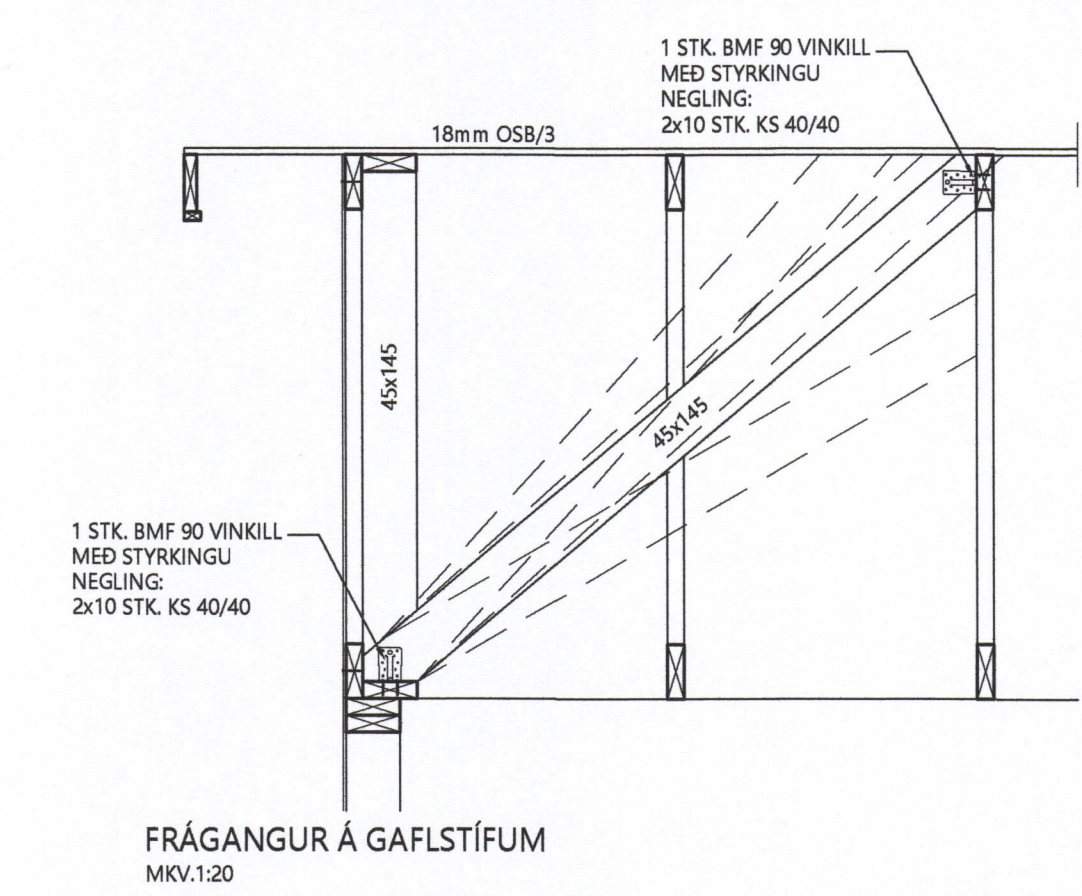 1 STK. BMF 90 VINKILL
MEÐ STYRKINGU
NEGLING:
2x10 STK. KS 40/40
18mm OSB/3
45x145
45x145
1 STK. BMF 90 VINKILL
MEÐ STYRKINGU
NEGLING:
2x10 STK. KS 40/40
FRÁGANGUR Á GAFLSTÍFUM
MKV.1:20